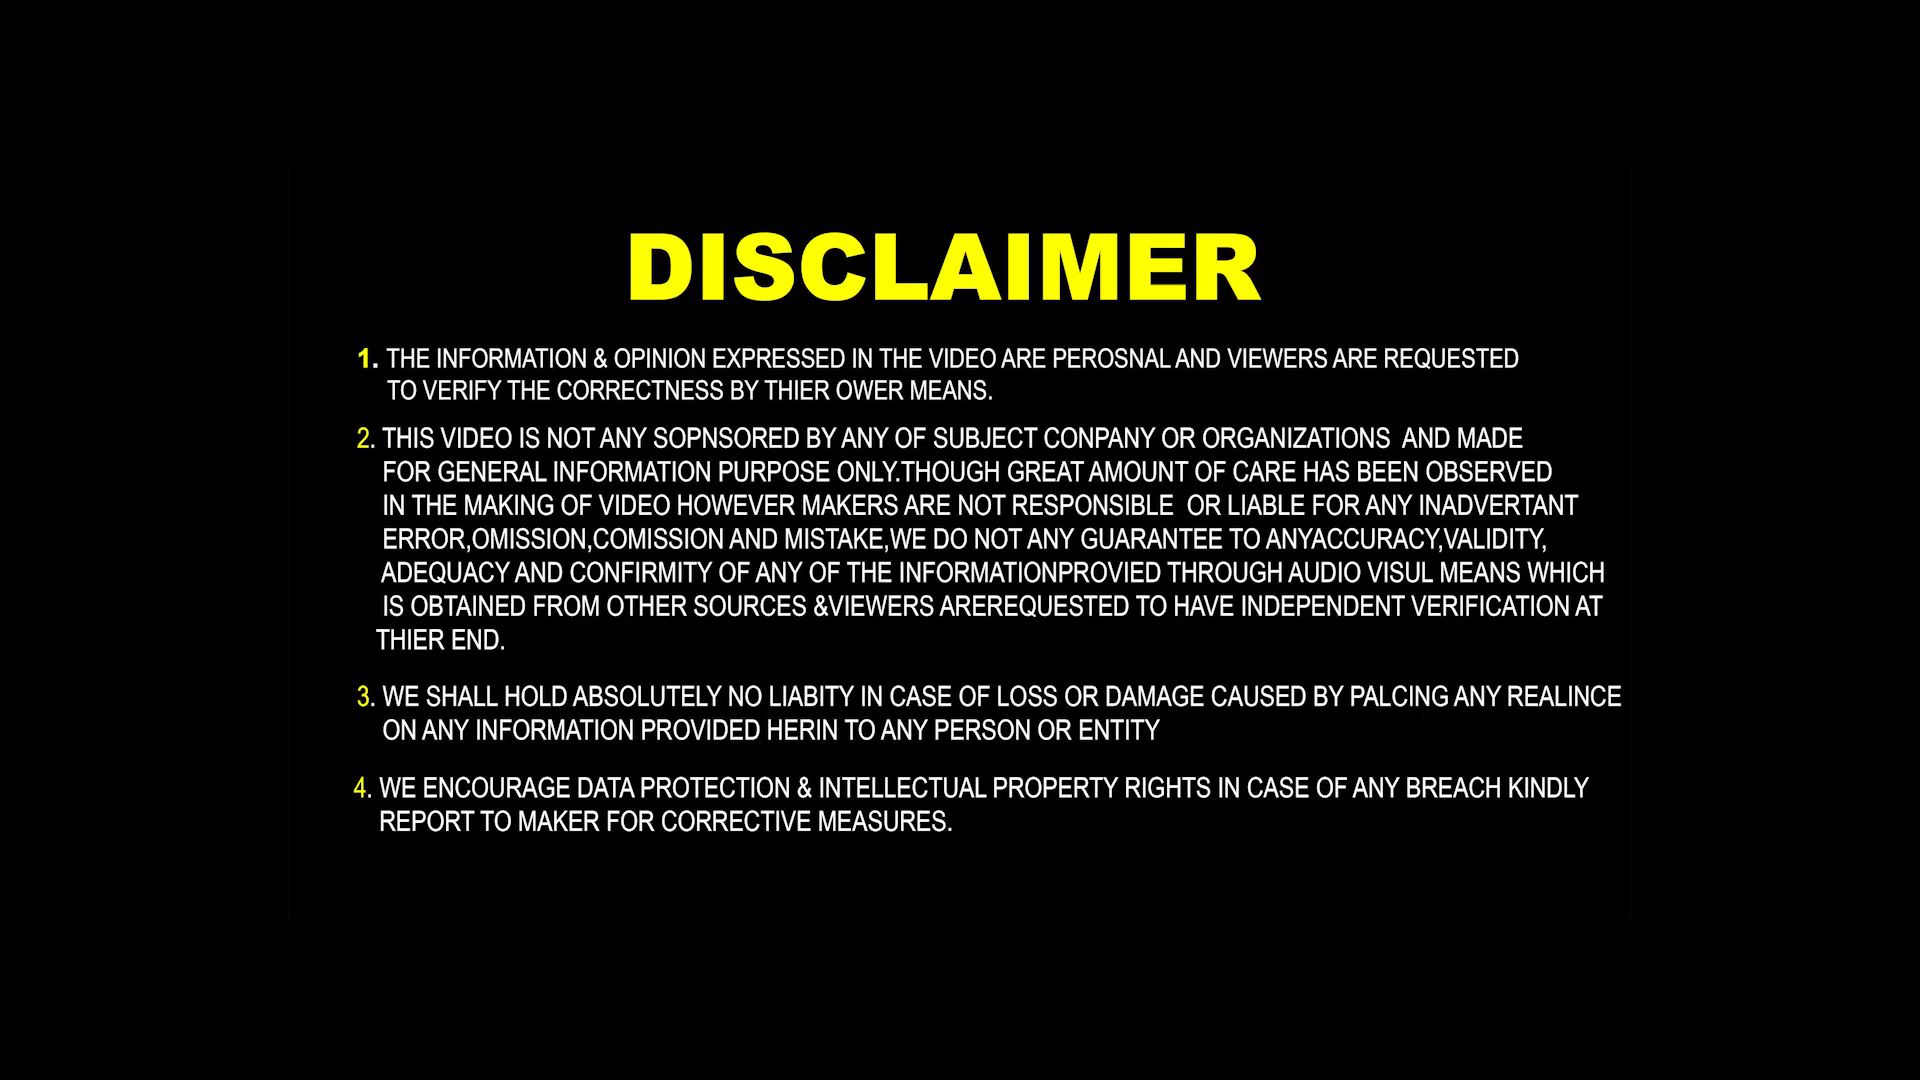 DISCLAIMER
1. THE INFORMATION & OPINION EXPRESSED IN THE VIDEO ARE PEROSNAL AND VIEWERS ARE REQUESTED
TO VERIFY THE CORRECTNESS BY THIER OWER MEANS.
2. THIS VIDEO IS NOT ANY SOPNSORED BY ANY OF SUBJECT CONPANY OR ORGANIZATIONS AND MADE
FOR GENERAL INFORMATION PURPOSE ONLY.THOUGH GREAT AMOUNT OF CARE HAS BEEN OBSERVED
IN THE MAKING OF VIDEO HOWEVER MAKERS ARE NOT RESPONSIBLE OR LIABLE FOR ANY INADVERTANT
ERROR,OMISSION,COMISSION AND MISTAKE,WE DO NOT ANY GUARANTEE TO ANYACCURACY,VALIDITY,
ADEQUACY AND CONFIRMITY OF ANY OF THE INFORMATIONPROVIED THROUGH AUDIO VISUL MEANS WHICH
IS OBTAINED FROM OTHER SOURCES &VIEWERS AREREQUESTED TO HAVE INDEPENDENT VERIFICATION AT
THIER END.
3. WE SHALL HOLD ABSOLUTELY NO LIABITY IN CASE OF LOSS OR DAMAGE CAUSED BY PALCING ANY REALINCE
ON ANY INFORMATION PROVIDED HERIN TO ANY PERSON OR ENTITY
4. WE ENCOURAGE DATA PROTECTION & INTELLECTUAL PROPERTY RIGHTS IN CASE OF ANY BREACH KINDLY
REPORT TO MAKER FOR CORRECTIVE MEASURES.